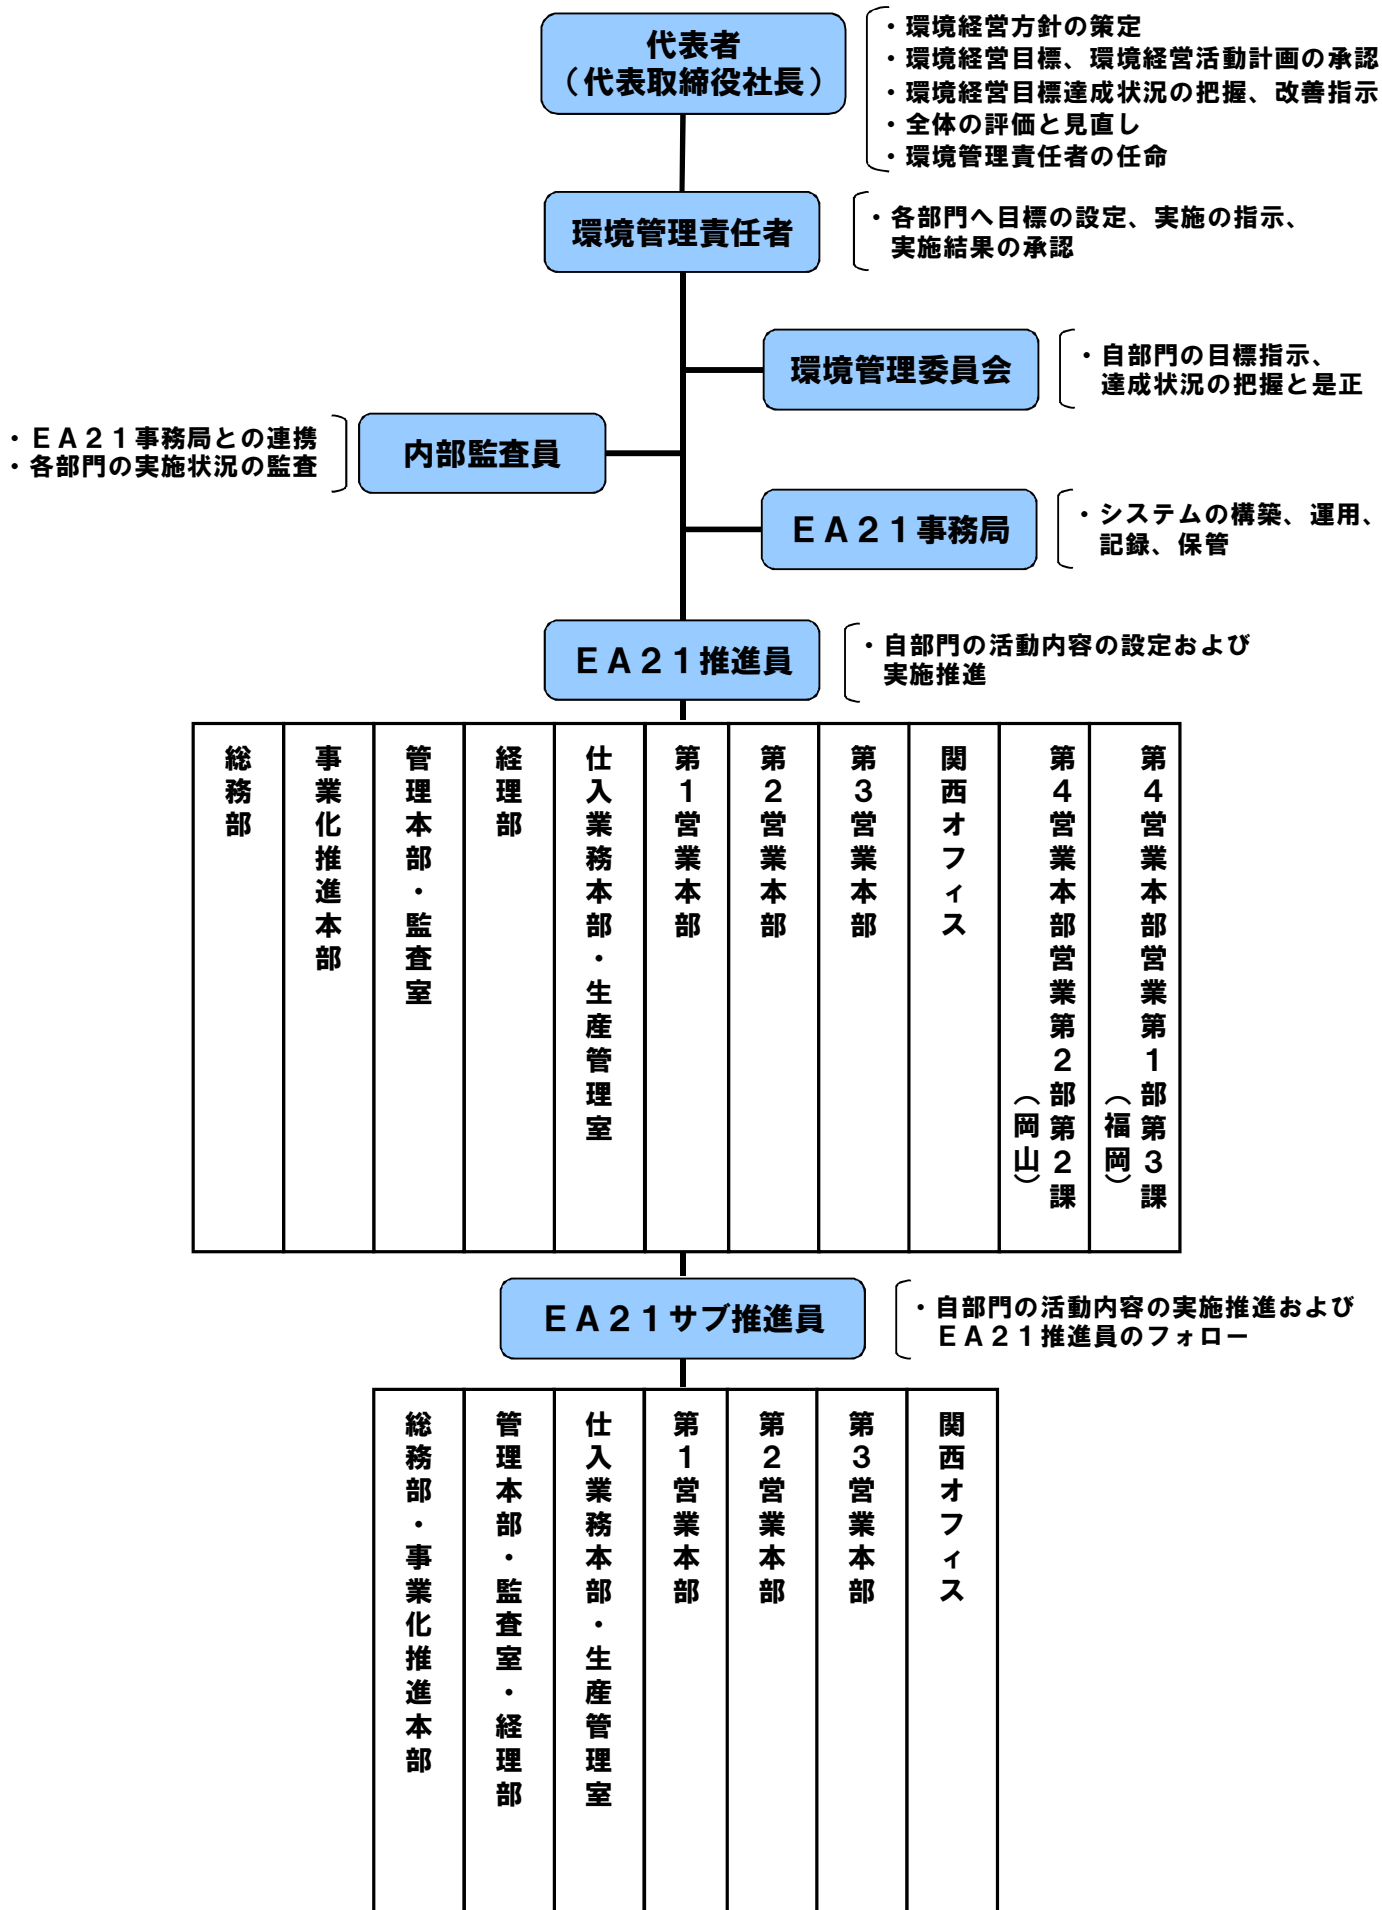 代表者
（代表取締役社長）
・環境経営方針の策定
・環境経営目標、環境経営活動計画の承認
・環境経営目標達成状況の把握、改善指示
・全体の評価と見直し
・環境管理責任者の任命
環境管理責任者
・各部門へ目標の設定、実施の指示、
実施結果の承認
環境管理委員会
・自部門の目標指示、
達成状況の把握と是正
・ＥＡ２１事務局との連携
・各部門の実施状況の監査
内部監査員
ＥＡ２１事務局
・システムの構築、運用、
記録、保管
ＥＡ２１推進員
・自部門の活動内容の設定および
実施推進
総務部
事業化推進本部
管理本部・監査室
経理部
仕入業務本部・生産管理室
第１営業本部
第２営業本部
第３営業本部
関西オフィス
第４営業本部営業第２部第２課
（岡山）
第４営業本部営業第１部第３課
（福岡）
ＥＡ２１サブ推進員
・自部門の活動内容の実施推進および
ＥＡ２１推進員のフォロー
総務部・事業化推進本部
管理本部・監査室・経理部
仕入業務本部・生産管理室
第１営業本部
第２営業本部
第３営業本部
関西オフィス